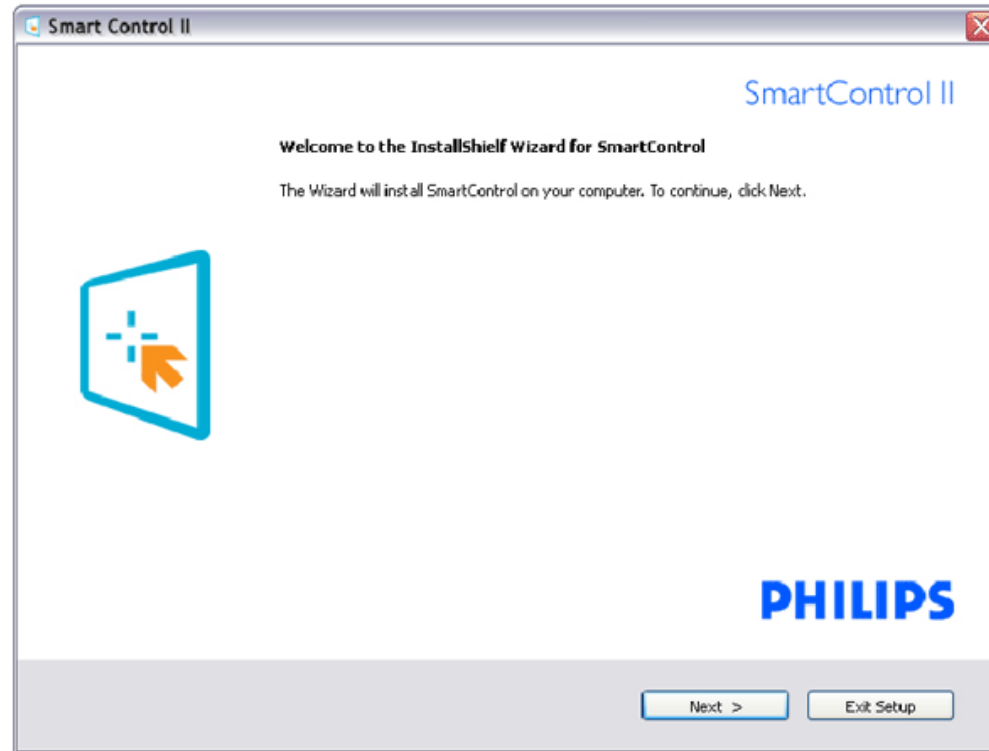 Smart Control II
SmartControl II
Welcome to the InstallShielf Wizard for SmartControl
The Wizard will install SmartControl on your computer. To continue, click Next.
PHILIPS
Next >
Exit Setup